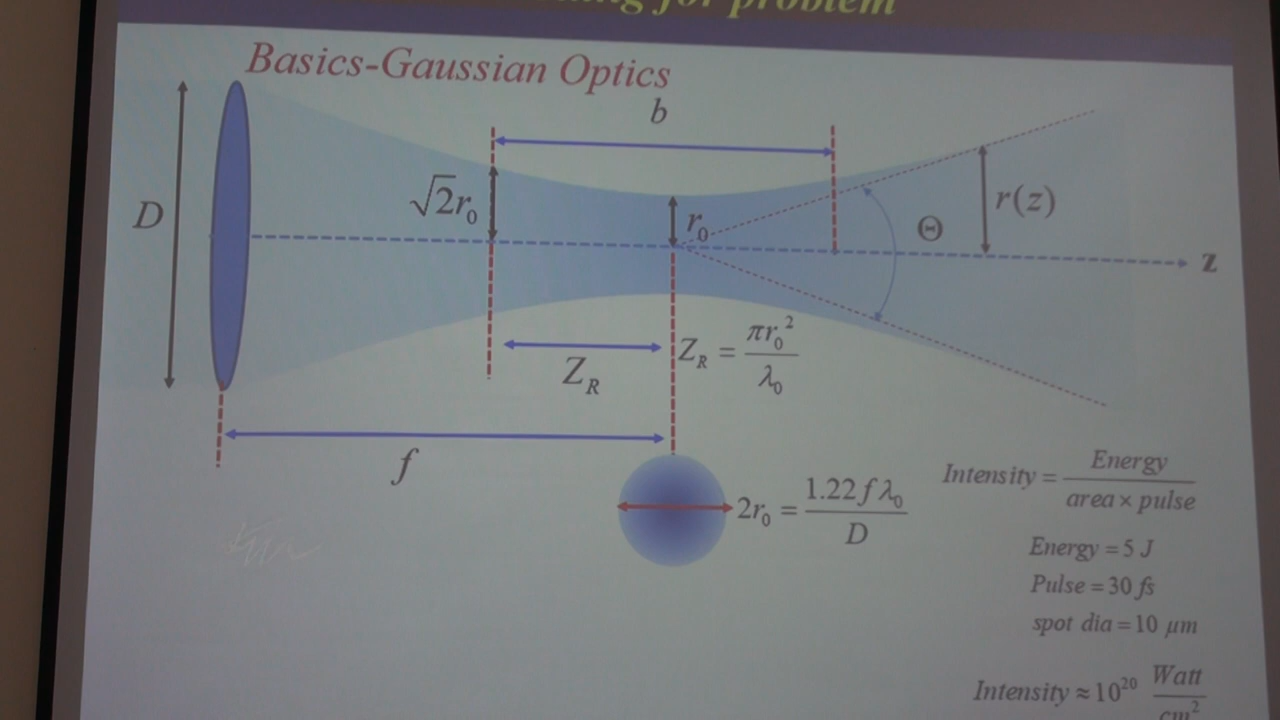 for problem
Basics-Gaussian Optics
b
D
√2r₀
r₀
Θ
r(z)
z
Z_R
Z_R = πr₀²/λ₀
f
2r₀ = 1.22 f λ₀/D
Intensity = Energy/area × pulse
Energy = 5 J
Pulse = 30 fs
spot dia = 10 μm
Intensity ≈ 10²⁰ Watt/cm²